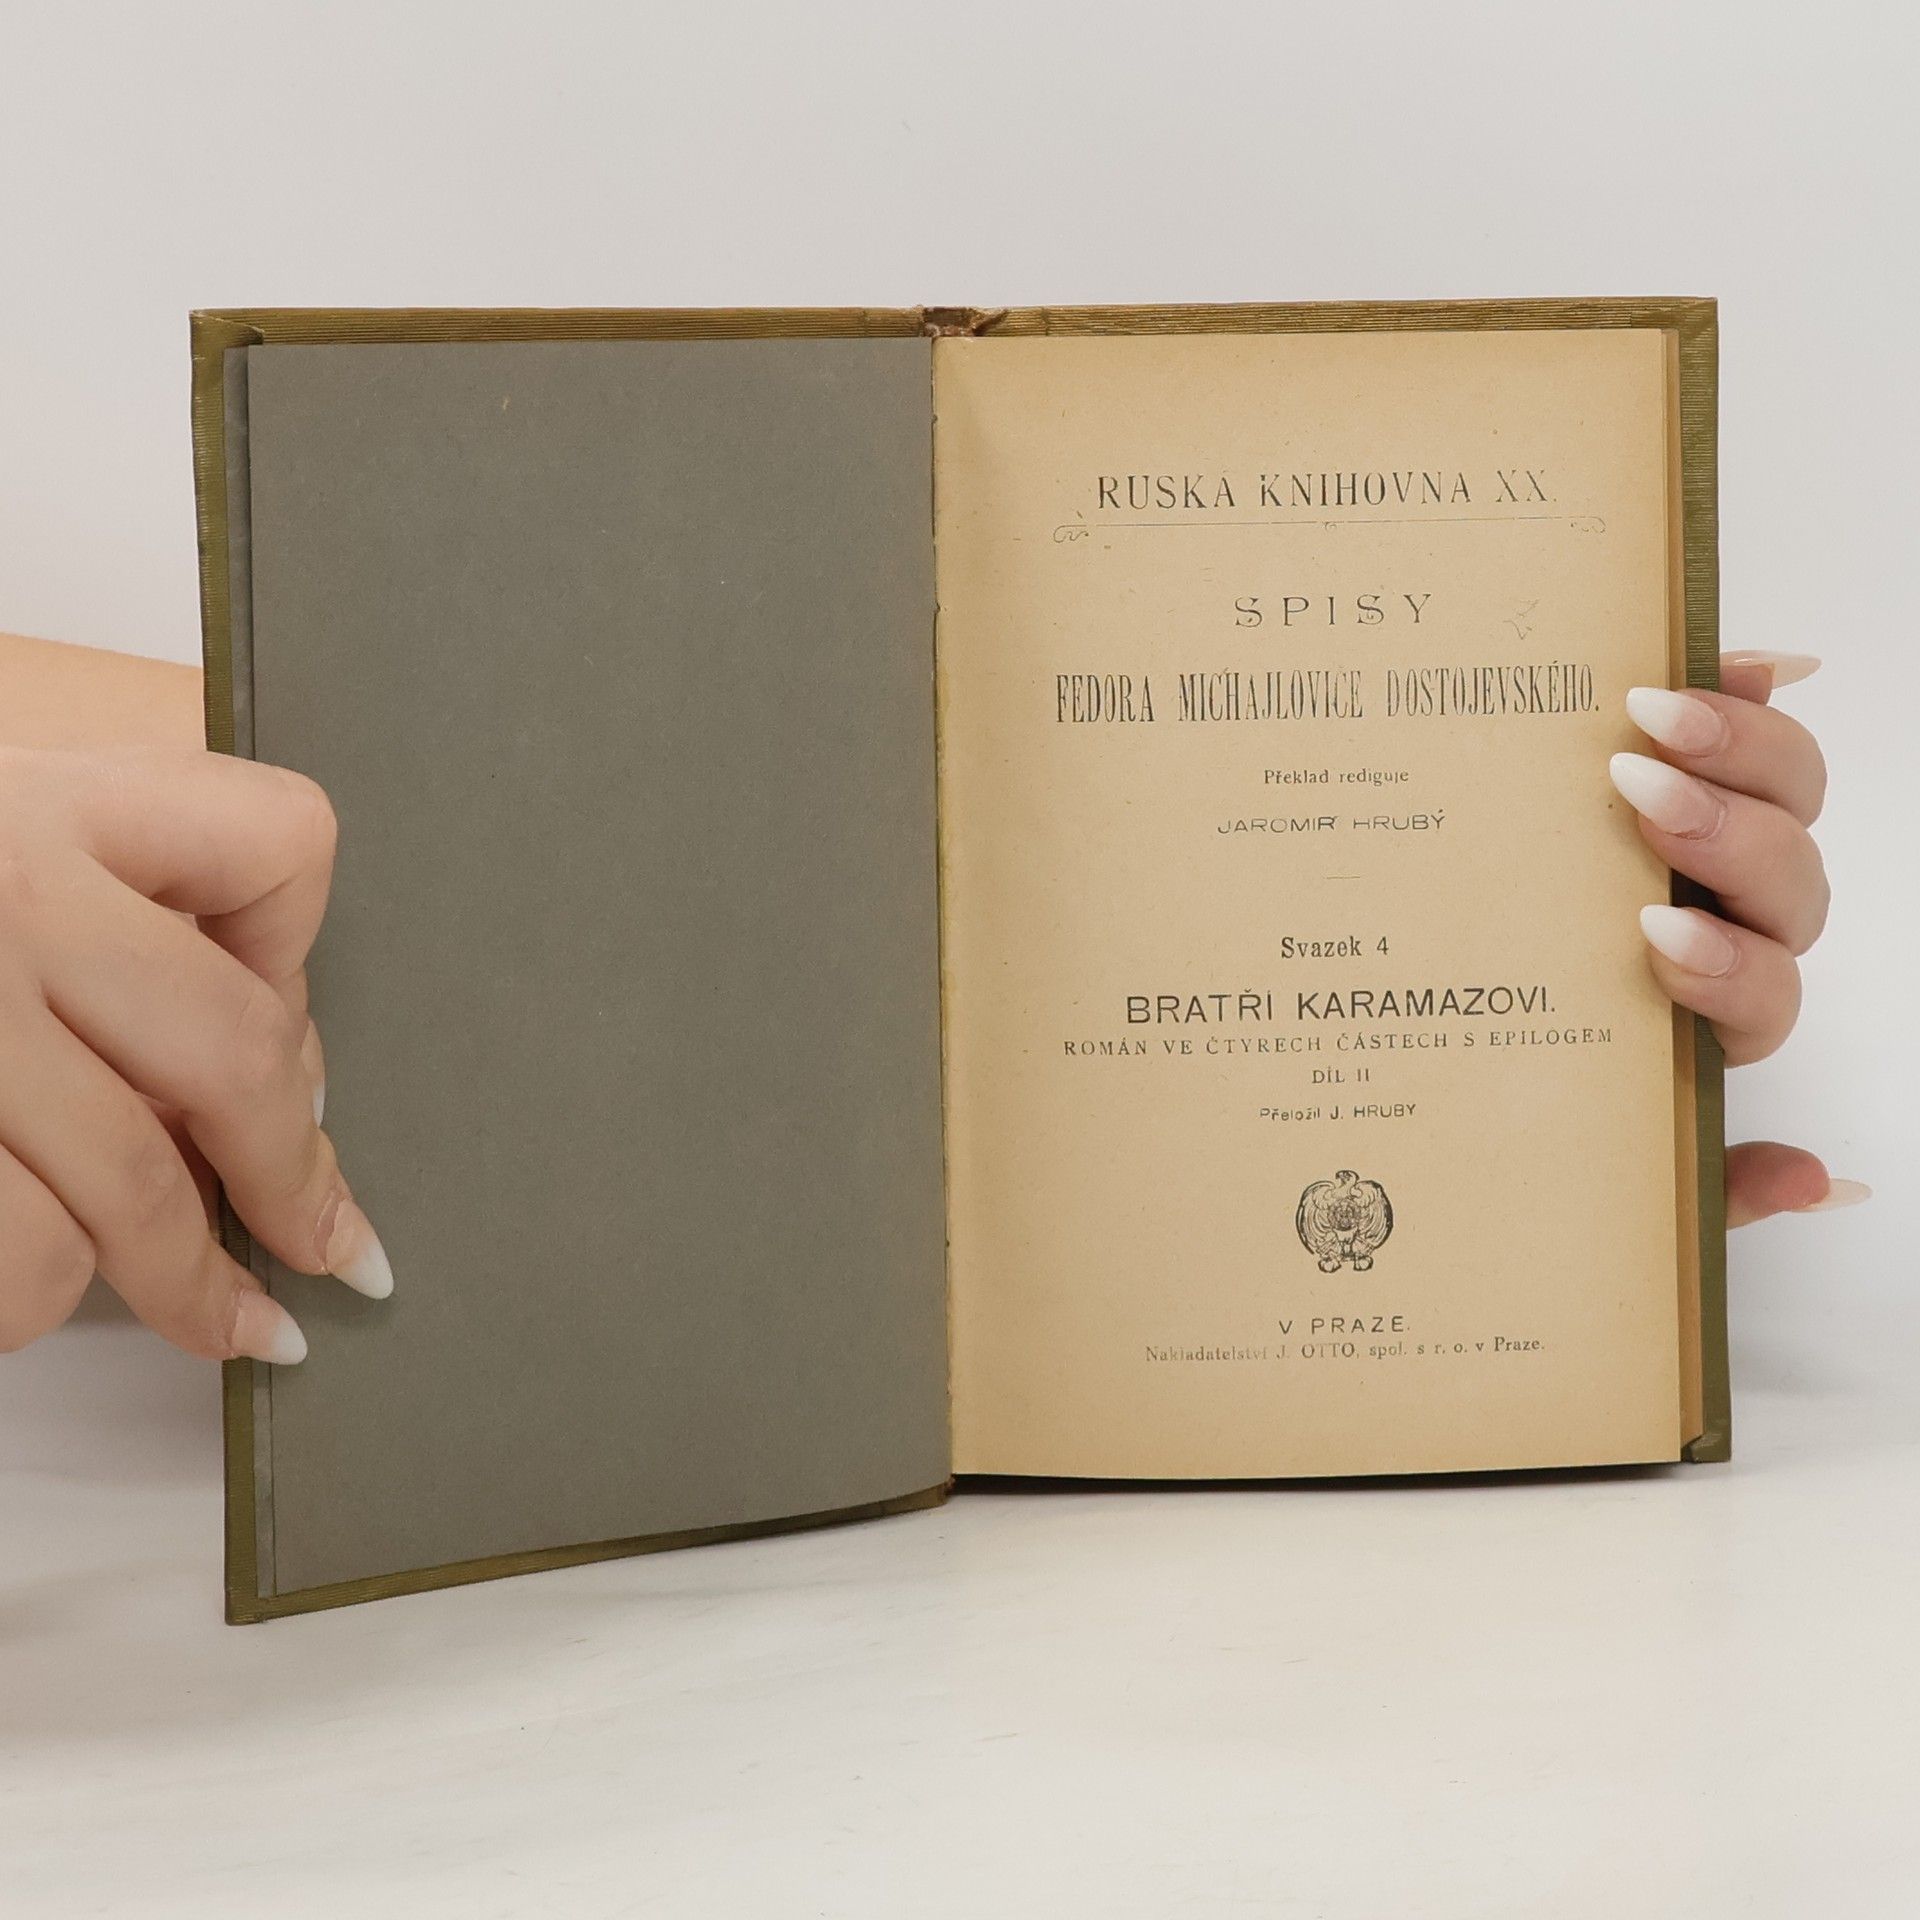 RUSKÁ KNIHOVNA XX.
SPISY
FEDORA MICHAJLOVIČE DOSTOJEVSKÉHO.
Překlad rediguje
JAROMÍR HRUBÝ
Svazek 4
BRATŘI KARAMAZOVI.
ROMÁN VE ČTYRECH ČÁSTECH S EPILOGEM
DÍL II
Přeložil J. HRUBY
V PRAZE.
Nakladatelství J. OTTO, spol. s r. o. v Praze.